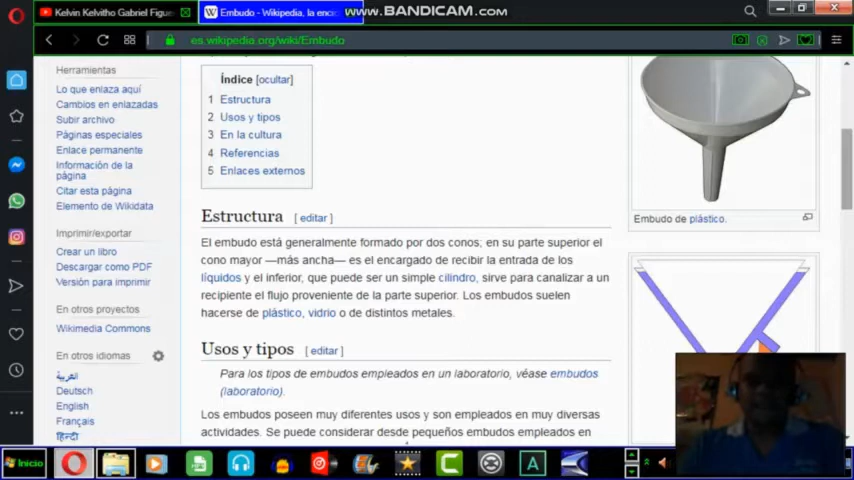 Kelvin Kelvitho Gabriel Figue
Embudo - Wikipedia, la enci
www.BANDICAM.com
es.wikipedia.org/wiki/Embudo
Herramientas
Lo que enlaza aquí
Cambios en enlazadas
Subir archivo
Páginas especiales
Enlace permanente
Información de la
página
Citar esta página
Elemento de Wikidata
Imprimir/exportar
Crear un libro
Descargar como PDF
Versión para imprimir
En otros proyectos
Wikimedia Commons
En otros idiomas
العربية
Deutsch
English
Français
हिन्दी
Índice [ocultar]
1 Estructura
2 Usos y tipos
3 En la cultura
4 Referencias
5 Enlaces externos
Estructura [ editar ]
El embudo está generalmente formado por dos conos; en su parte superior el
cono mayor —más ancha— es el encargado de recibir la entrada de los
líquidos y el inferior, que puede ser un simple cilindro, sirve para canalizar a un
recipiente el flujo proveniente de la parte superior. Los embudos suelen
hacerse de plástico, vidrio o de distintos metales.
Usos y tipos [ editar ]
Para los tipos de embudos empleados en un laboratorio, véase embudos
(laboratorio).
Los embudos poseen muy diferentes usos y son empleados en muy diversas
actividades. Se puede considerar desde pequeños embudos empleados en
Embudo de plástico.
Inicio